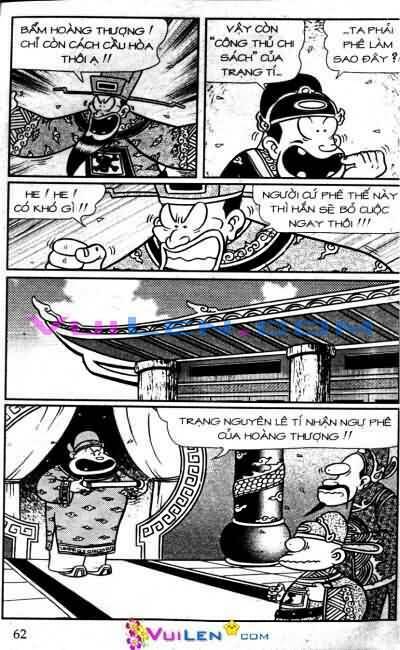 BẨM HOÀNG THƯỢNG!
CHỈ CÒN CÁCH CẦU HÒA
THÔI Ạ!!
VẬY CÒN
"CÔNG THỦ CHI
SÁCH" CỦA
TRẠNG TÍ...
...TA PHẢI
PHÊ LÀM
SAO ĐÂY?
HE! HE!
CÓ KHÓ GÌ!!
NGƯỜI CỨ PHÊ THẾ NÀY
THÌ HẮN SẼ BỎ CUỘC
NGAY THÔI!!!
VUILEN.COM
TRẠNG NGUYÊN LÊ TÍ NHẬN NGỰ PHÊ
CỦA HOÀNG THƯỢNG!!
62
VUILEN.COM